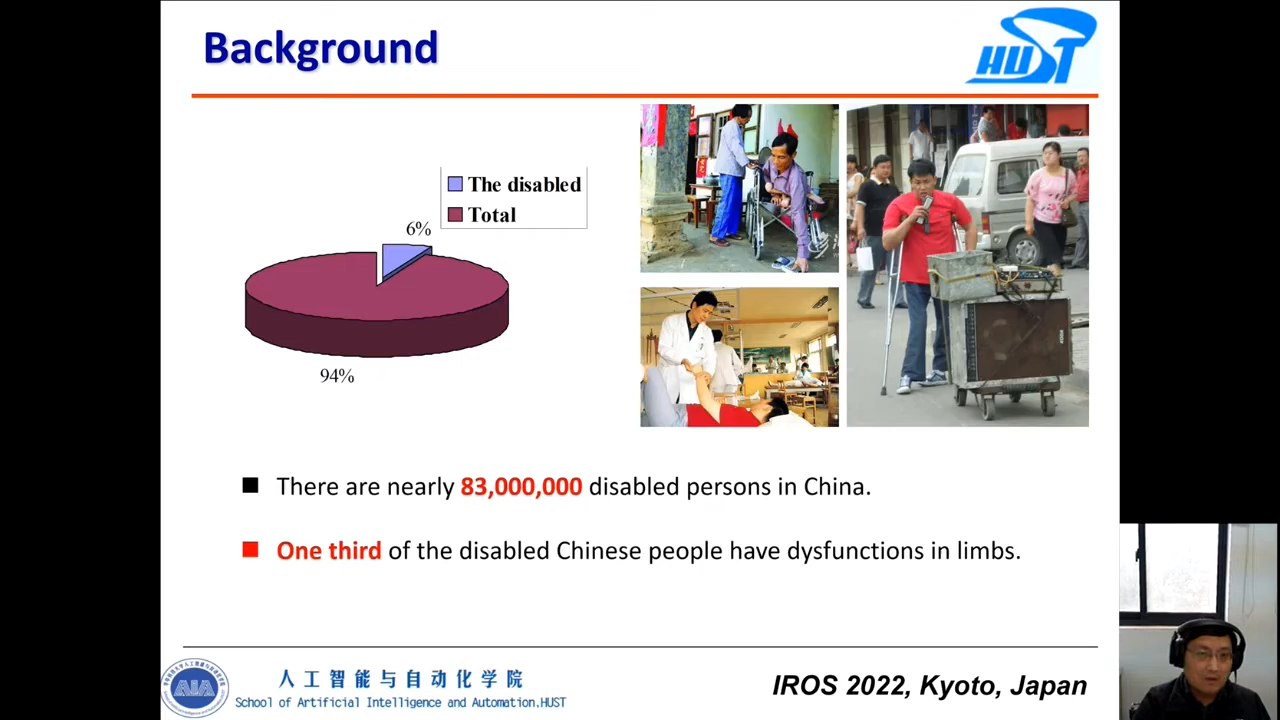 Background
HUST
The disabled
Total
6%
94%
■ There are nearly 83,000,000 disabled persons in China.
■ One third of the disabled Chinese people have dysfunctions in limbs.
AIA
人工智能与自动化学院
School of Artificial Intelligence and Automation.HUST
IROS 2022, Kyoto, Japan